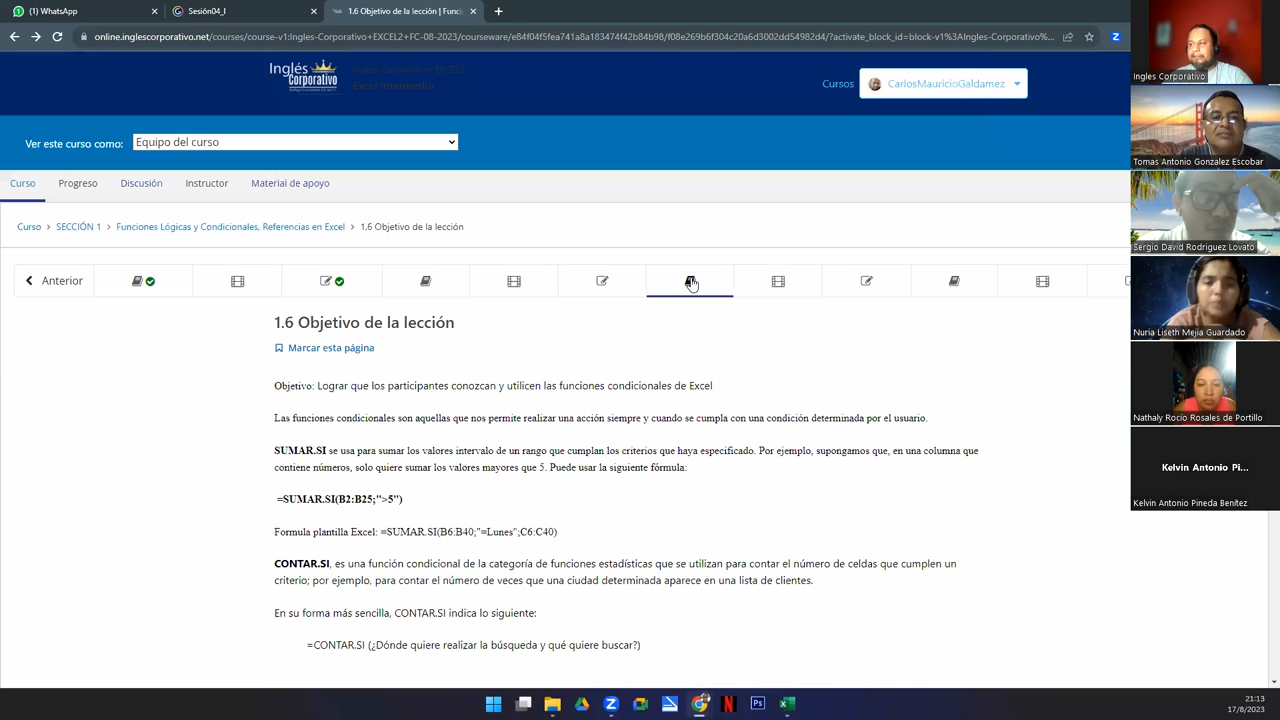 (1) WhatsApp
Sesión04_I
1.6 Objetivo de la lección | Func
online.inglescorporativo.net/courses/course-v1:Ingles-Corporativo+EXCEL2+FC-08-2023/courseware/e84f04f5fea741a8a183474f42b84b98/f08e269b6f304c20a6d3002dd54982d4/?activate_block_id=block-v1%3AIngles-Corporativo%...
Inglés
Corporativo
Ingles-Corporativo EXCEL2
Excel Intermedio
Cursos
CarlosMauricioGaldamez
Ver este curso como:
Equipo del curso
Curso
Progreso
Discusión
Instructor
Material de apoyo
Curso > SECCIÓN 1 > Funciones Lógicas y Condicionales, Referencias en Excel > 1.6 Objetivo de la lección
Anterior
1.6 Objetivo de la lección
Marcar esta página
Objetivo: Lograr que los participantes conozcan y utilicen las funciones condicionales de Excel
Las funciones condicionales son aquellas que nos permite realizar una acción siempre y cuando se cumpla con una condición determinada por el usuario.
SUMAR.SI se usa para sumar los valores intervalo de un rango que cumplan los criterios que haya especificado. Por ejemplo, supongamos que, en una columna que
contiene números, solo quiere sumar los valores mayores que 5. Puede usar la siguiente fórmula:
=SUMAR.SI(B2:B25;">5")
Formula plantilla Excel: =SUMAR.SI(B6:B40;"=Lunes";C6:C40)
CONTAR.SI, es una función condicional de la categoría de funciones estadísticas que se utilizan para contar el número de celdas que cumplen un
criterio; por ejemplo, para contar el número de veces que una ciudad determinada aparece en una lista de clientes.
En su forma más sencilla, CONTAR.SI indica lo siguiente:
=CONTAR.SI (¿Dónde quiere realizar la búsqueda y qué quiere buscar?)
Ingles Corporativo
Tomas Antonio Gonzalez Escobar
Sergio David Rodriguez Lovato
Nuria Liseth Mejia Guardado
Nathaly Rocío Rosales de Portillo
Kelvin Antonio Pi...
Kelvin Antonio Pineda Benítez
21:13
17/8/2023